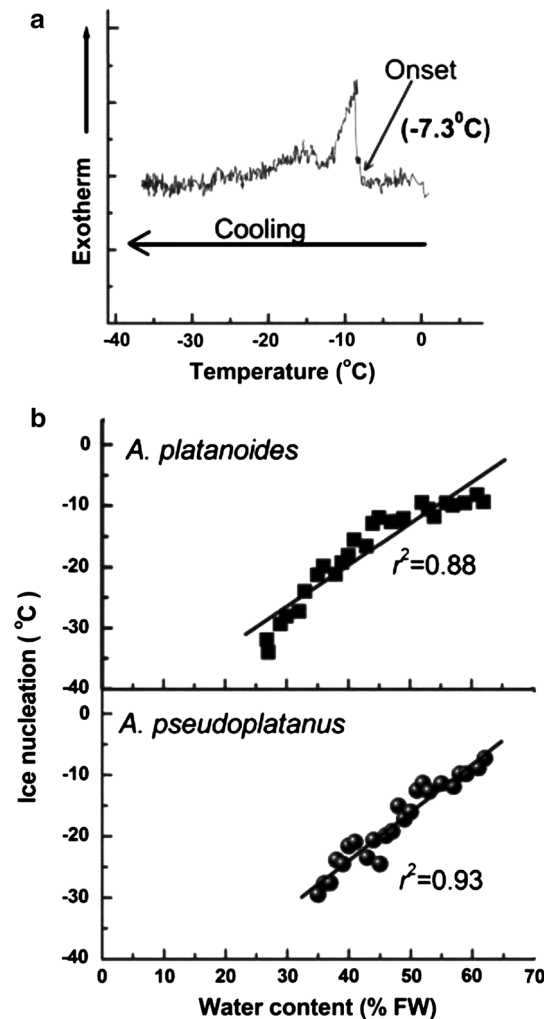 a
Exotherm
Onset
(-7.3⁰C)
Cooling
-40 -30 -20 -10 0
Temperature (°C)
b
Ice nucleation (°C)
0
A. platanoides
-10
r²=0.88
-20
-30
-40
0
A. pseudoplatanus
-10
-20
r²=0.93
-30
-40
0 10 20 30 40 50 60 70
Water content (% FW)